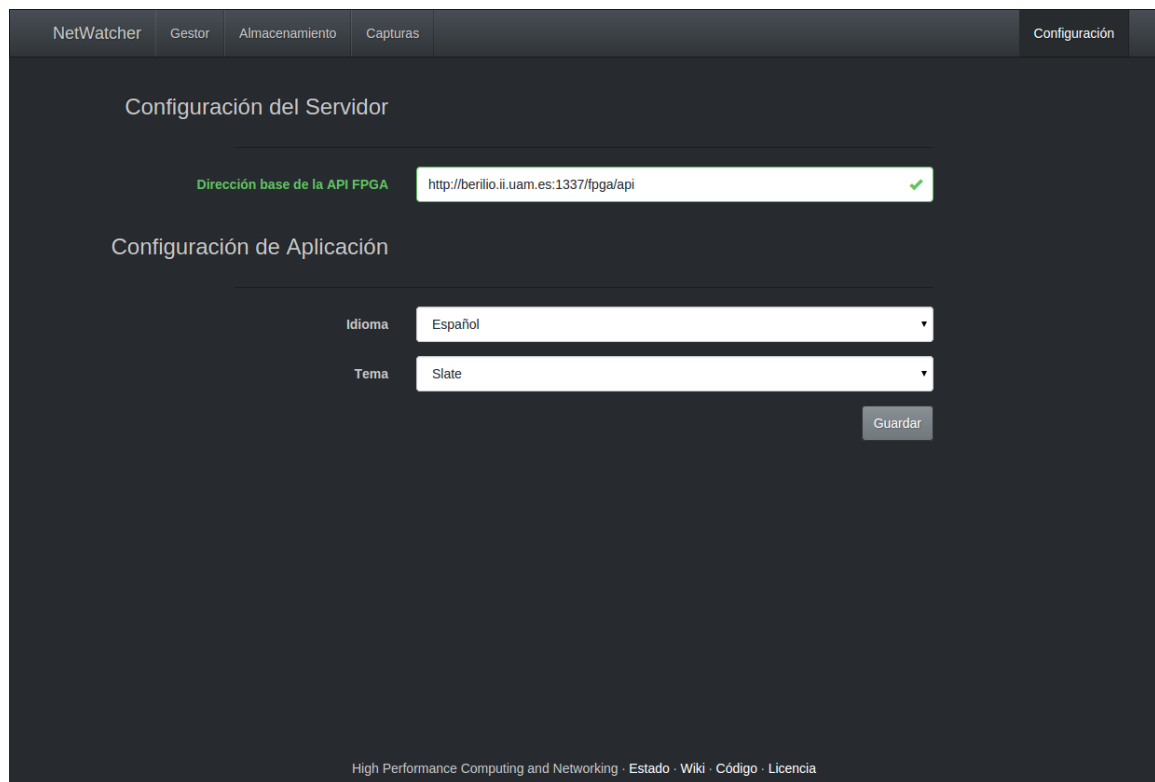 NetWatcher Gestor Almacenamiento Capturas Configuración
Configuración del Servidor
Dirección base de la API FPGA http://berilio.ii.uam.es:1337/fpga/api
Configuración de Aplicación
Idioma Español
Tema Slate
Guardar
High Performance Computing and Networking · Estado · Wiki · Código · Licencia